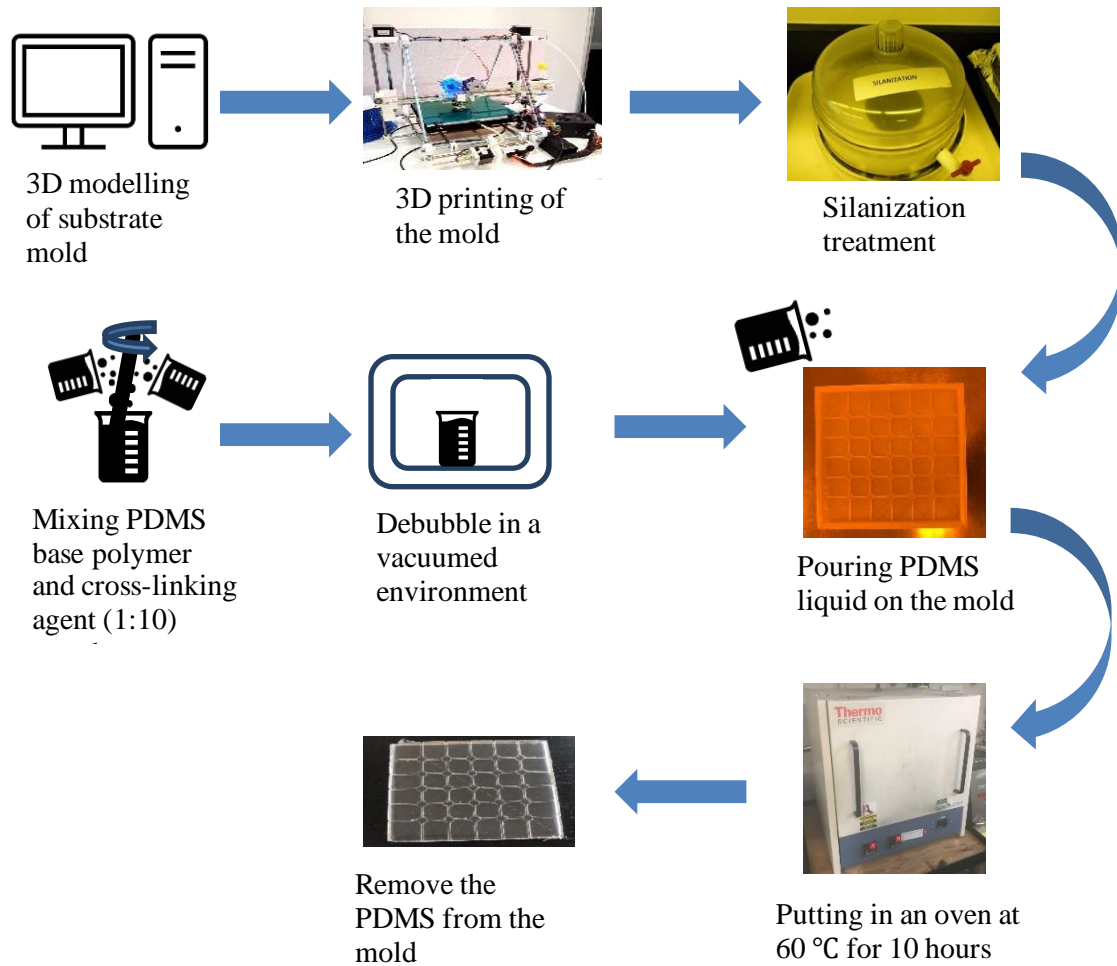 3D modelling
of substrate
mold
3D printing of
the mold
SILANIZATION
Silanization
treatment
Mixing PDMS
base polymer
and cross-linking
agent (1:10)
Debubble in a
vacuumed
environment
Pouring PDMS
liquid on the mold
Thermo
SCIENTIFIC
Remove the
PDMS from the
mold
Putting in an oven at
60 ℃ for 10 hours